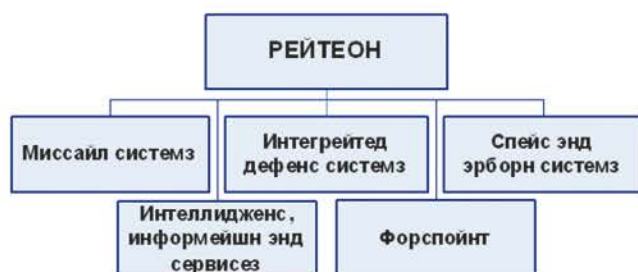 РЕЙТЕОН
Миссайл системз
Интегрейтед
дефенс системз
Спейс энд
эрборн системз
Интеллидженс,
информейшн энд
сервисез
Форспойнт